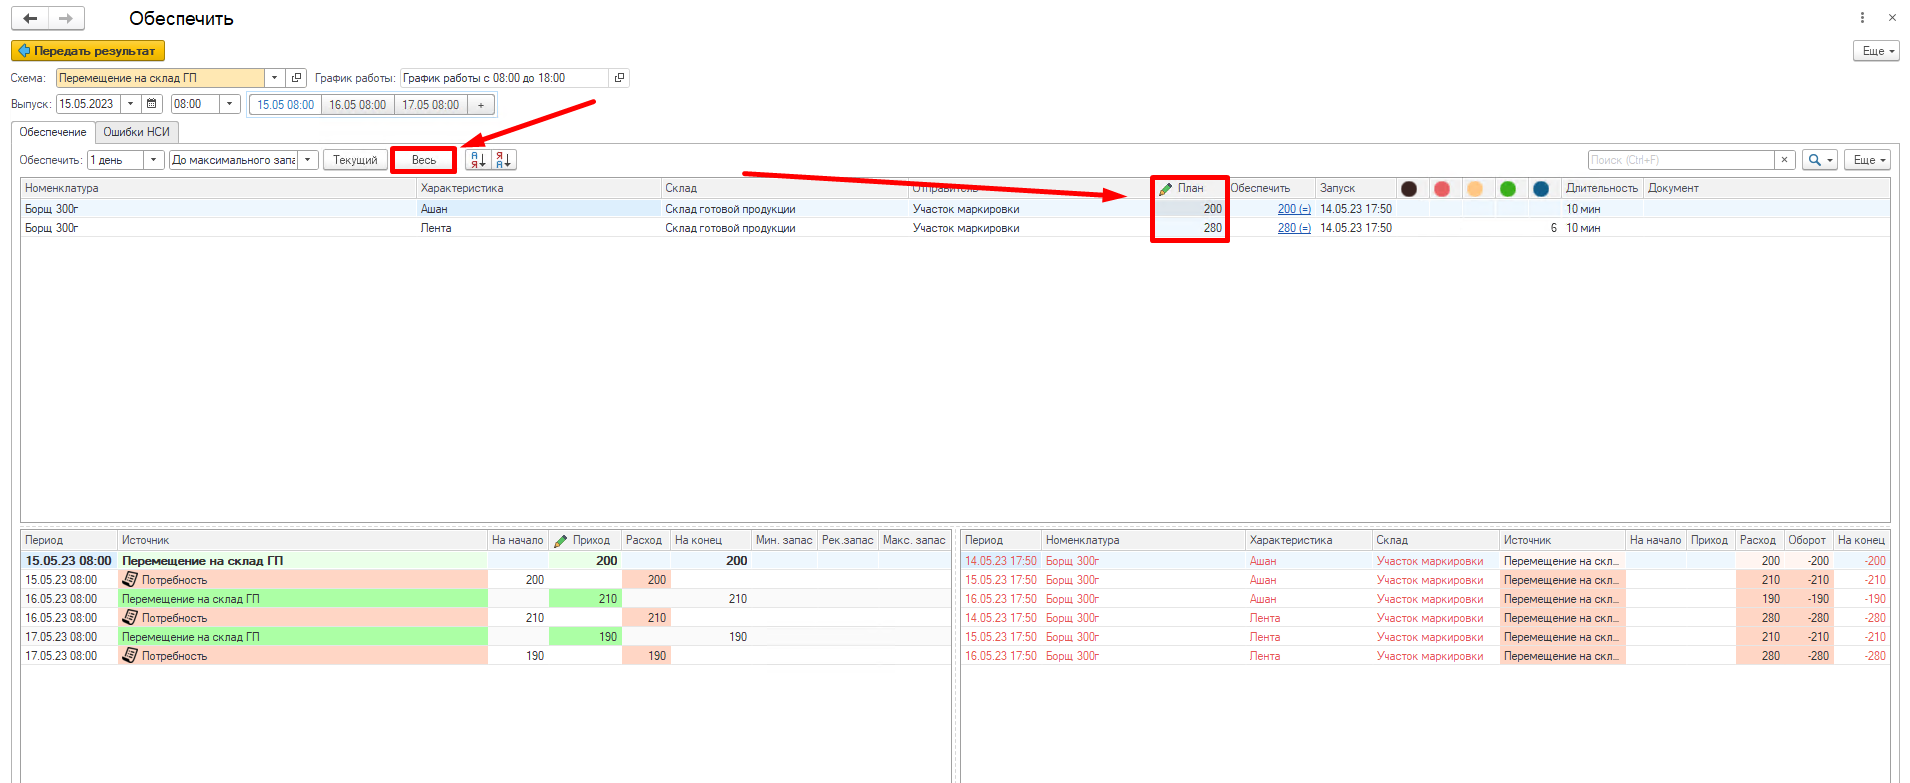 Обеспечить
Передать результат
Еще
Схема: Перемещение на склад ГП График работы: График работы с 08:00 до 18:00
Выпуск: 15.05.2023 08:00 15.05 08:00 16.05 08:00 17.05 08:00 +
Обеспечение Ошибки НСИ
Обеспечить: 1 день До максимального запа Текущий Весь Поиск (Ctrl+F) Еще
Номенклатура Характеристика Склад Отправитель План Обеспечить Запуск Длительность Документ
Борщ 300г Ашан Склад готовой продукции Участок маркировки 200 200 (=) 14.05.23 17:50 10 мин
Борщ 300г Лента Склад готовой продукции Участок маркировки 280 280 (=) 14.05.23 17:50 6 10 мин
Период Источник На начало Приход Расход На конец Мин. запас Рек.запас Макс. запас
15.05.23 08:00 Перемещение на склад ГП 200 200
15.05.23 08:00 Потребность 200 200
16.05.23 08:00 Перемещение на склад ГП 210 210
16.05.23 08:00 Потребность 210 210
17.05.23 08:00 Перемещение на склад ГП 190 190
17.05.23 08:00 Потребность 190 190
Период Номенклатура Характеристика Склад Источник На начало Приход Расход Оборот На конец
14.05.23 17:50 Борщ 300г Ашан Участок маркировки Перемещение на скл... 200 -200 -200
15.05.23 17:50 Борщ 300г Ашан Участок маркировки Перемещение на скл... 210 -210 -210
16.05.23 17:50 Борщ 300г Ашан Участок маркировки Перемещение на скл... 190 -190 -190
14.05.23 17:50 Борщ 300г Лента Участок маркировки Перемещение на скл... 280 -280 -280
15.05.23 17:50 Борщ 300г Лента Участок маркировки Перемещение на скл... 210 -210 -210
16.05.23 17:50 Борщ 300г Лента Участок маркировки Перемещение на скл... 280 -280 -280